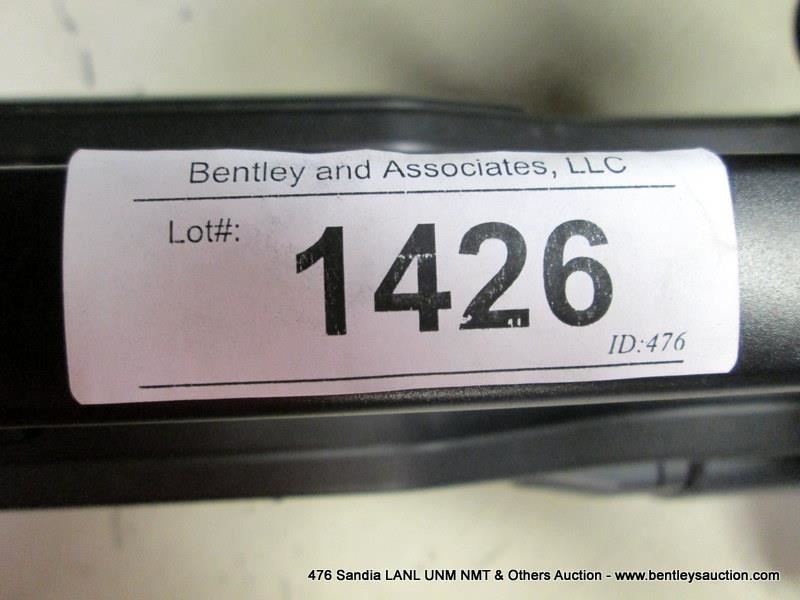 Bentley and Associates, LLC
Lot#:
1426
ID:476
476 Sandia LANL UNM NMT & Others Auction - www.bentleysauction.com